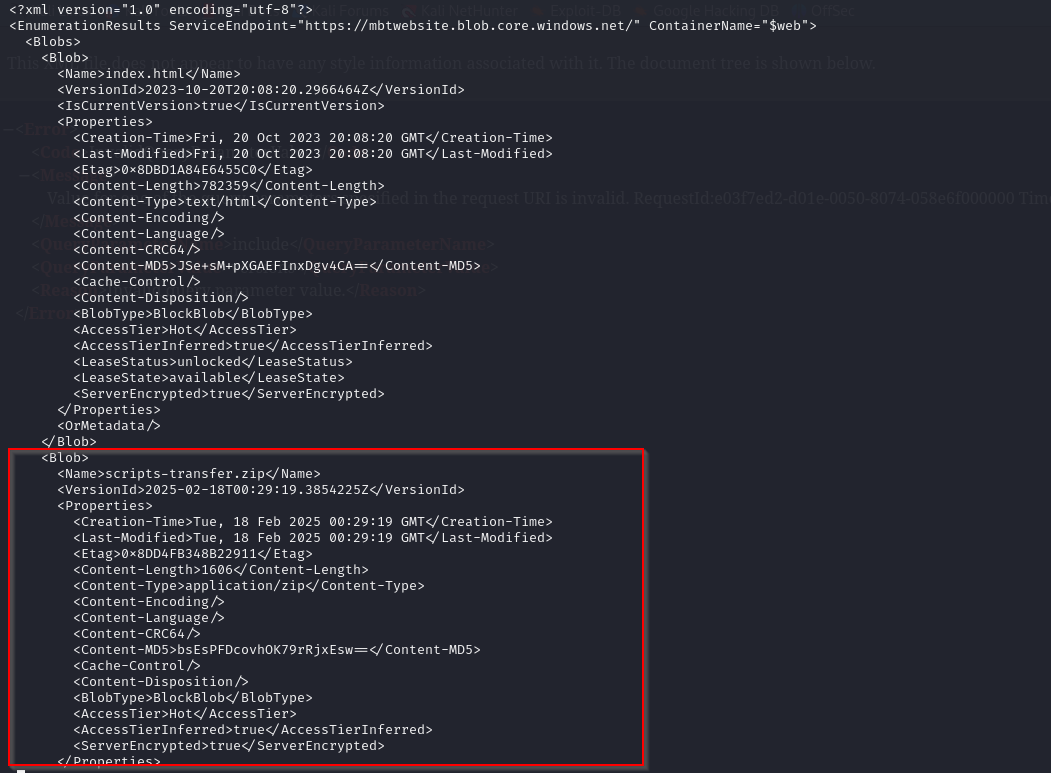 <?xml version="1.0" encoding="utf-8"?>
<EnumerationResults ServiceEndpoint="https://mbtwebsite.blob.core.windows.net/" ContainerName="$web">
<Blobs>
<Blob>
<Name>index.html</Name>
<VersionId>2023-10-20T20:08:20.2966464Z</VersionId>
<IsCurrentVersion>true</IsCurrentVersion>
<Properties>
<Creation-Time>Fri, 20 Oct 2023 20:08:20 GMT</Creation-Time>
<Last-Modified>Fri, 20 Oct 2023 20:08:20 GMT</Last-Modified>
<Etag>0x8DBD1A84E6455C0</Etag>
<Content-Length>782359</Content-Length>
<Content-Type>text/html</Content-Type>
<Content-Encoding/>
<Content-Language/>
<Content-CRC64/>
<Content-MD5>JSe+sM+pXGAEFInxDgv4CA==</Content-MD5>
<Cache-Control/>
<Content-Disposition/>
<BlobType>BlockBlob</BlobType>
<AccessTier>Hot</AccessTier>
<AccessTierInferred>true</AccessTierInferred>
<LeaseStatus>unlocked</LeaseStatus>
<LeaseState>available</LeaseState>
<ServerEncrypted>true</ServerEncrypted>
</Properties>
<OrMetadata/>
</Blob>
<Blob>
<Name>scripts-transfer.zip</Name>
<VersionId>2025-02-18T00:29:19.3854225Z</VersionId>
<Properties>
<Creation-Time>Tue, 18 Feb 2025 00:29:19 GMT</Creation-Time>
<Last-Modified>Tue, 18 Feb 2025 00:29:19 GMT</Last-Modified>
<Etag>0x8DD4FB348B22911</Etag>
<Content-Length>1606</Content-Length>
<Content-Type>application/zip</Content-Type>
<Content-Encoding/>
<Content-Language/>
<Content-CRC64/>
<Content-MD5>bsEsPFDcovhOK79rRjxEsw==</Content-MD5>
<Cache-Control/>
<Content-Disposition/>
<BlobType>BlockBlob</BlobType>
<AccessTier>Hot</AccessTier>
<AccessTierInferred>true</AccessTierInferred>
<ServerEncrypted>true</ServerEncrypted>
</Properties>